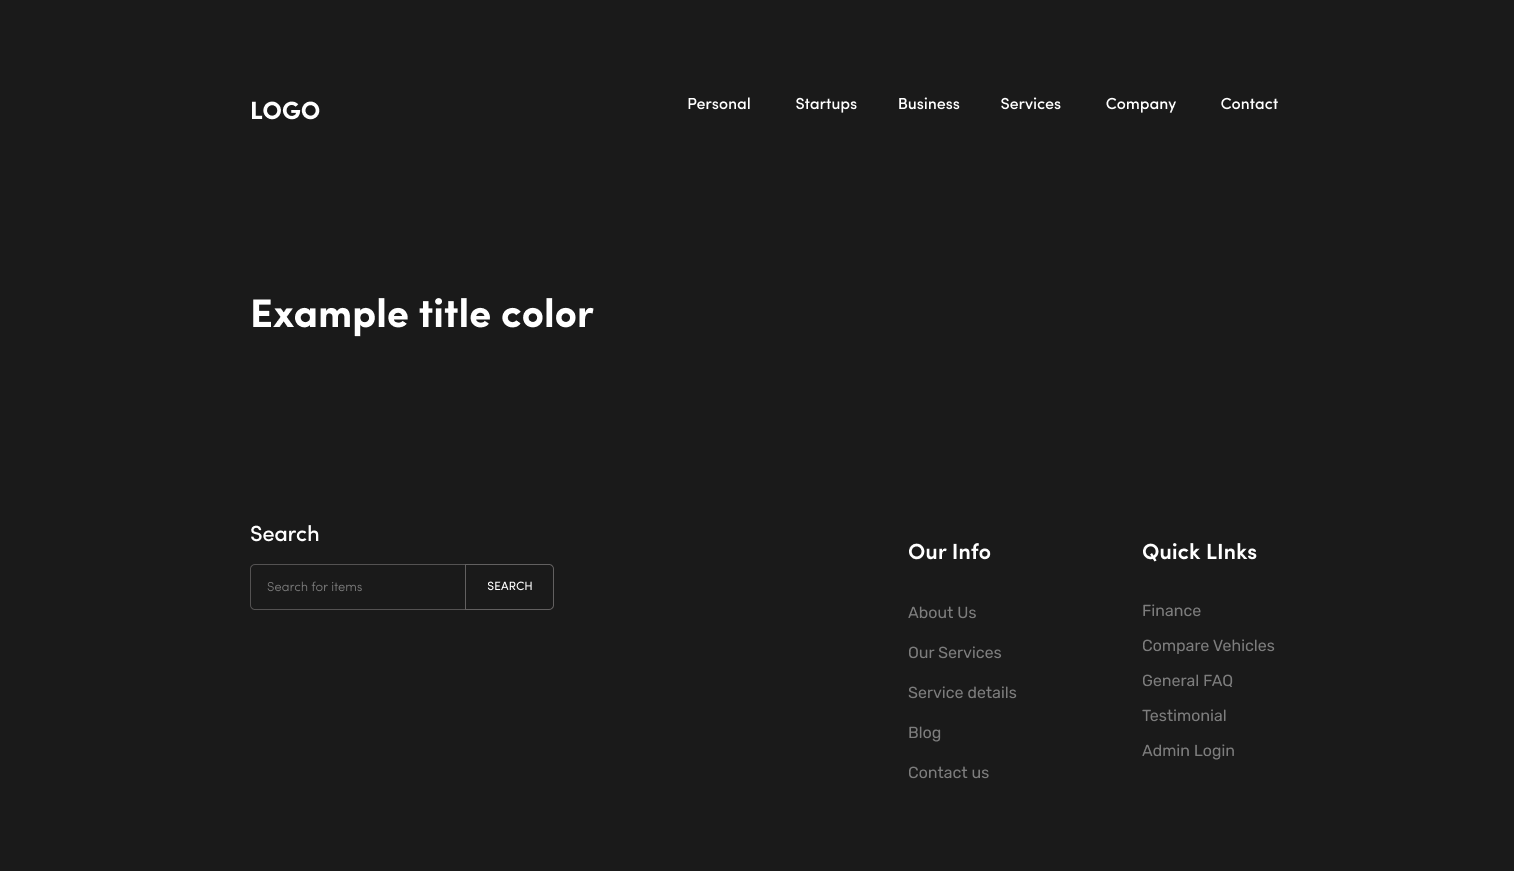 LOGO
Personal
Startups
Business
Services
Company
Contact
Example title color
Search
Search for items
SEARCH
Our Info
About Us
Our Services
Service details
Blog
Contact us
Quick LInks
Finance
Compare Vehicles
General FAQ
Testimonial
Admin Login